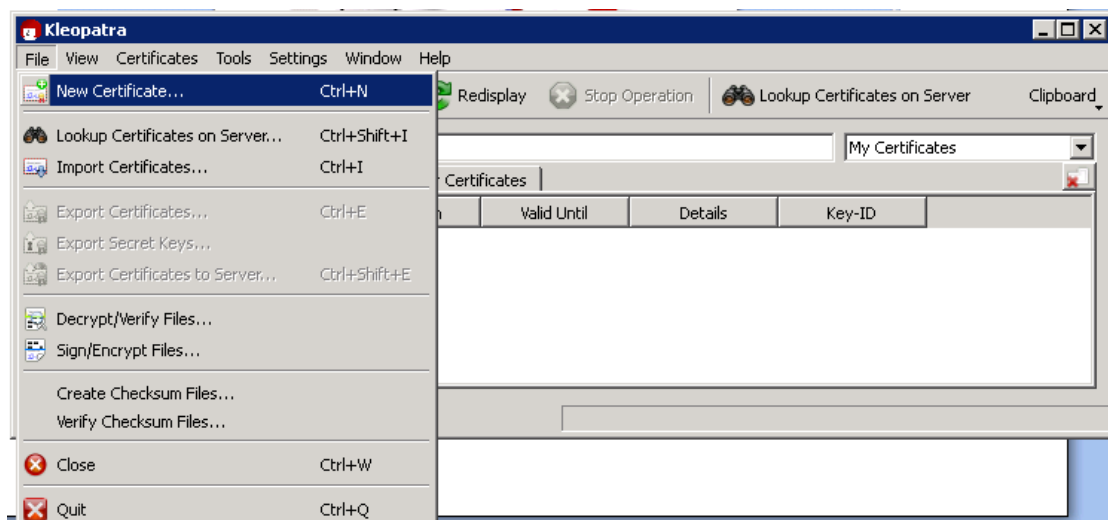 Kleopatra
File View Certificates Tools Settings Window Help
New Certificate... Ctrl+N
Redisplay Stop Operation Lookup Certificates on Server Clipboard
Lookup Certificates on Server... Ctrl+Shift+I
My Certificates
Import Certificates... Ctrl+I
Certificates
Export Certificates... Ctrl+E
Valid Until Details Key-ID
Export Secret Keys...
Export Certificates to Server... Ctrl+Shift+E
Decrypt/Verify Files...
Sign/Encrypt Files...
Create Checksum Files...
Verify Checksum Files...
Close Ctrl+W
Quit Ctrl+Q